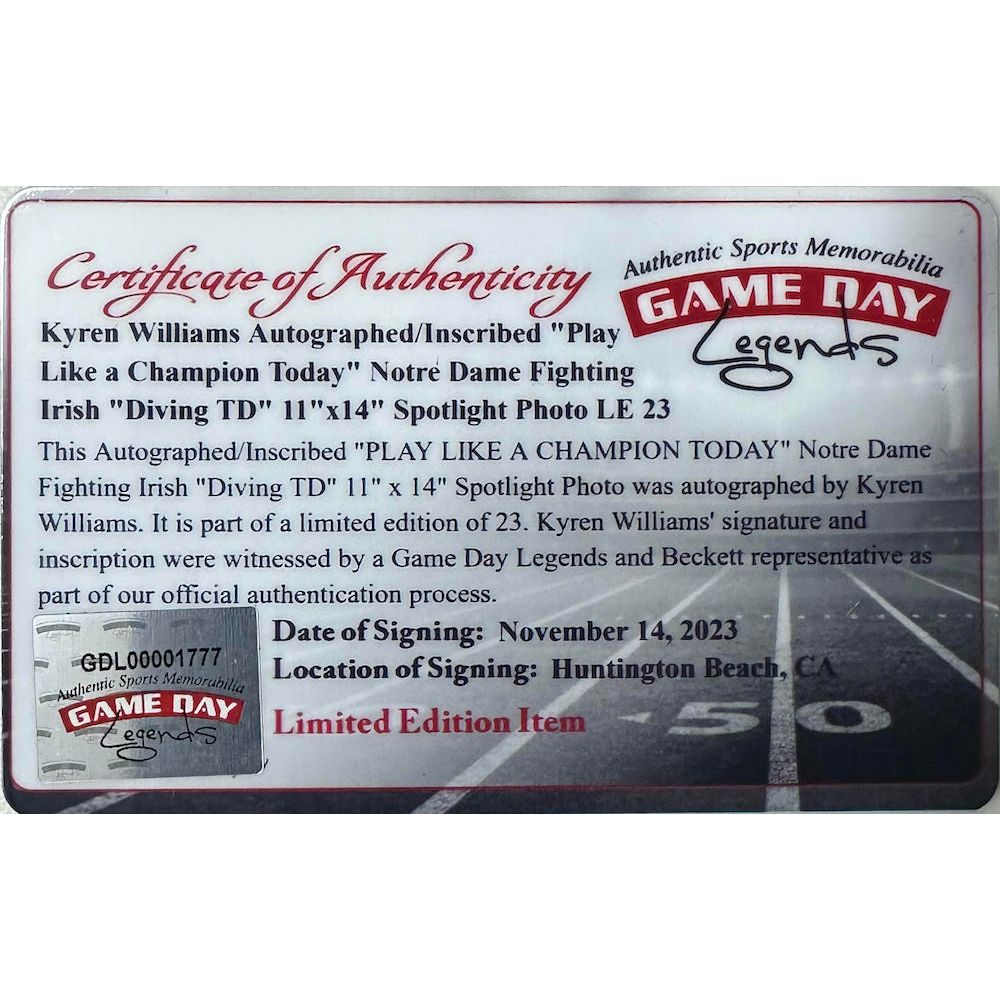 Certificate of Authenticity
Authentic Sports Memorabilia
GAME DAY
Legends
Kyren Williams Autographed/Inscribed "Play
Like a Champion Today" Notre Dame Fighting
Irish "Diving TD" 11"x14" Spotlight Photo LE 23
This Autographed/Inscribed "PLAY LIKE A CHAMPION TODAY" Notre Dame
Fighting Irish "Diving TD" 11" x 14" Spotlight Photo was autographed by Kyren
Williams. It is part of a limited edition of 23. Kyren Williams' signature and
inscription were witnessed by a Game Day Legends and Beckett representative as
part of our official authentication process.
Date of Signing: November 14, 2023
Location of Signing: Huntington Beach, CA
Limited Edition Item
50
GDL00001777
Authentic Sports Memorabilia
GAME DAY
Legends